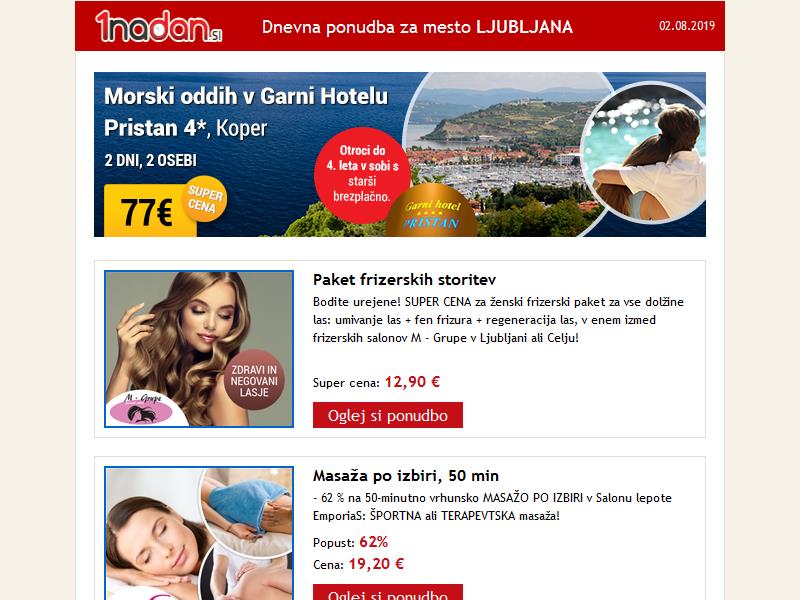 1nadan.si
Dnevna ponudba za mesto LJUBLJANA
02.08.2019
Morski oddih v Garni Hotelu
Pristan 4*, Koper
2 DNI, 2 OSEBI
77€
SUPER
CENA
Otroci do
4. leta v sobi s
starši
brezplačno.
Garni hotel
PRISTAN
Paket frizerskih storitev
Bodite urejene! SUPER CENA za ženski frizerski paket za vse dolžine
las: umivanje las + fen frizura + regeneracija las, v enem izmed
frizerskih salonov M - Grupe v Ljubljani ali Celju!
ZDRAVI IN
NEGOVANI
LASJE
M - Grupe
Super cena: 12,90 €
Oglej si ponudbo
Masaža po izbiri, 50 min
- 62 % na 50-minutno vrhunsko MASAŽO PO IZBIRI v Salonu lepote
EmporiaS: ŠPORTNA ali TERAPEVTSKA masaža!
Popust: 62%
Cena: 19,20 €
Oglej si ponudbo